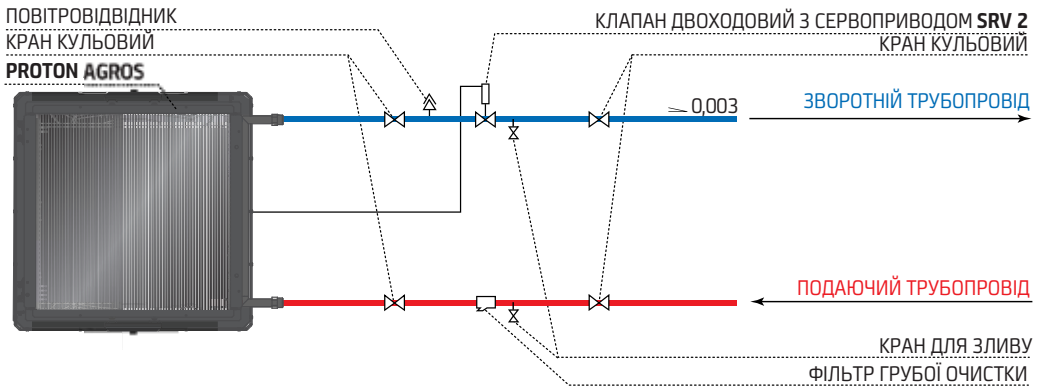 ПОВІТРОВІДВІДНИК
КЛАПАН ДВОХОДОВИЙ З СЕРВОПРИВОДОМ SRV 2
КРАН КУЛЬОВИЙ
КРАН КУЛЬОВИЙ
PROTON AGROS
0,003
ЗВОРОТНІЙ ТРУБОПРОВІД
ПОДАЮЧИЙ ТРУБОПРОВІД
КРАН ДЛЯ ЗЛИВУ
ФІЛЬТР ГРУБОЇ ОЧИСТКИ